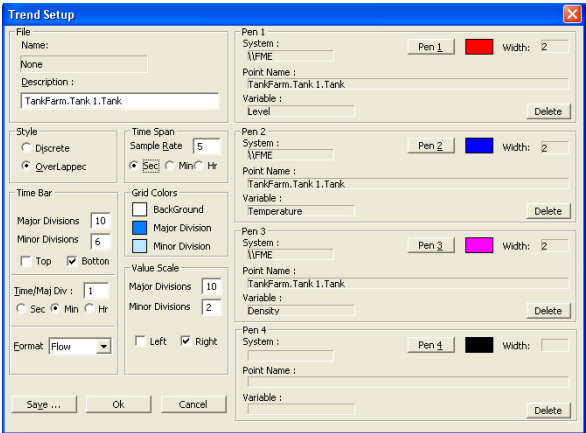 Trend Setup
File
Name:
None
Description :
TankFarm.Tank 1.Tank
Style
Discrete
OverLappec
Time Span
Sample Rate 5
Sec Min Hr
Time Bar
Major Divisions 10
Minor Divisions 6
Top Botton
Time/Maj Div : 1
Sec Min Hr
Format Flow
Grid Colors
BackGround
Major Division
Minor Division
Value Scale
Major Divisions 10
Minor Divisions 2
Left Right
Save ... Ok Cancel
Pen 1
System : Pen 1 Width: 2
\\FME
Point Name :
TankFarm.Tank 1.Tank
Variable :
Level Delete
Pen 2
System : Pen 2 Width: 2
\\FME
Point Name :
TankFarm.Tank 1.Tank
Variable :
Temperature Delete
Pen 3
System : Pen 3 Width: 2
\\FME
Point Name :
TankFarm.Tank 1.Tank
Variable :
Density Delete
Pen 4
System : Pen 4 Width:
Point Name :
Variable :
Delete